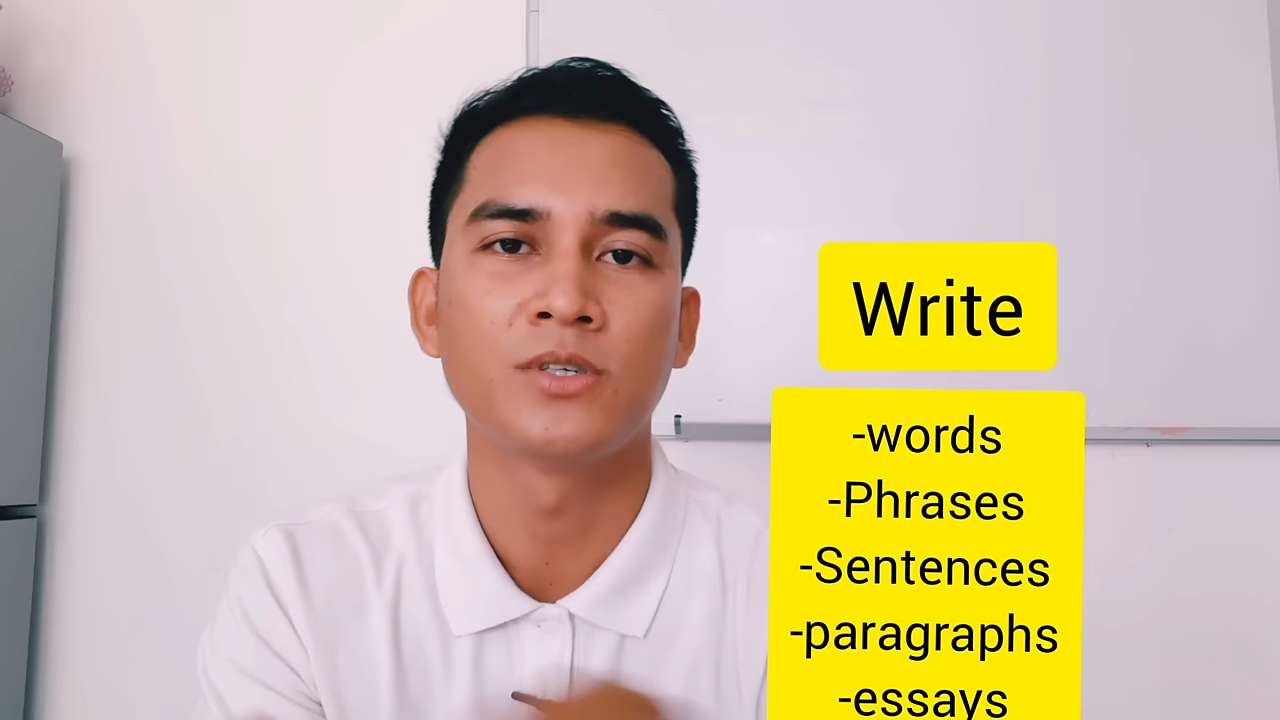 Write
-words
-Phrases
-Sentences
-paragraphs
-essays